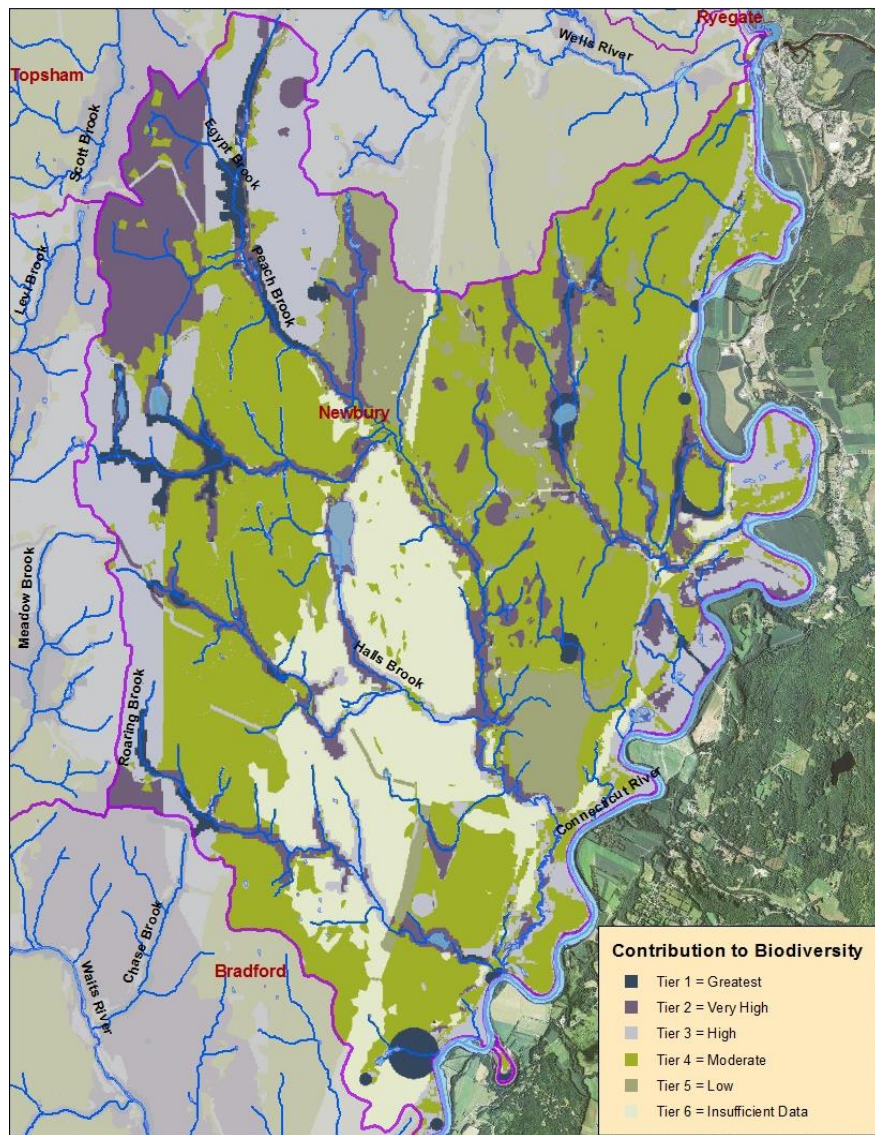 Ryegate
Wells River
Topsham
Scott Brook
Egypt Brook
Levi Brook
Peach Brook
Newbury
Meadow Brook
Halls Brook
Roaring Brook
Connecticut River
Chase Brook
Bradford
Waits River
Contribution to Biodiversity
Tier 1 = Greatest
Tier 2 = Very High
Tier 3 = High
Tier 4 = Moderate
Tier 5 = Low
Tier 6 = Insufficient Data